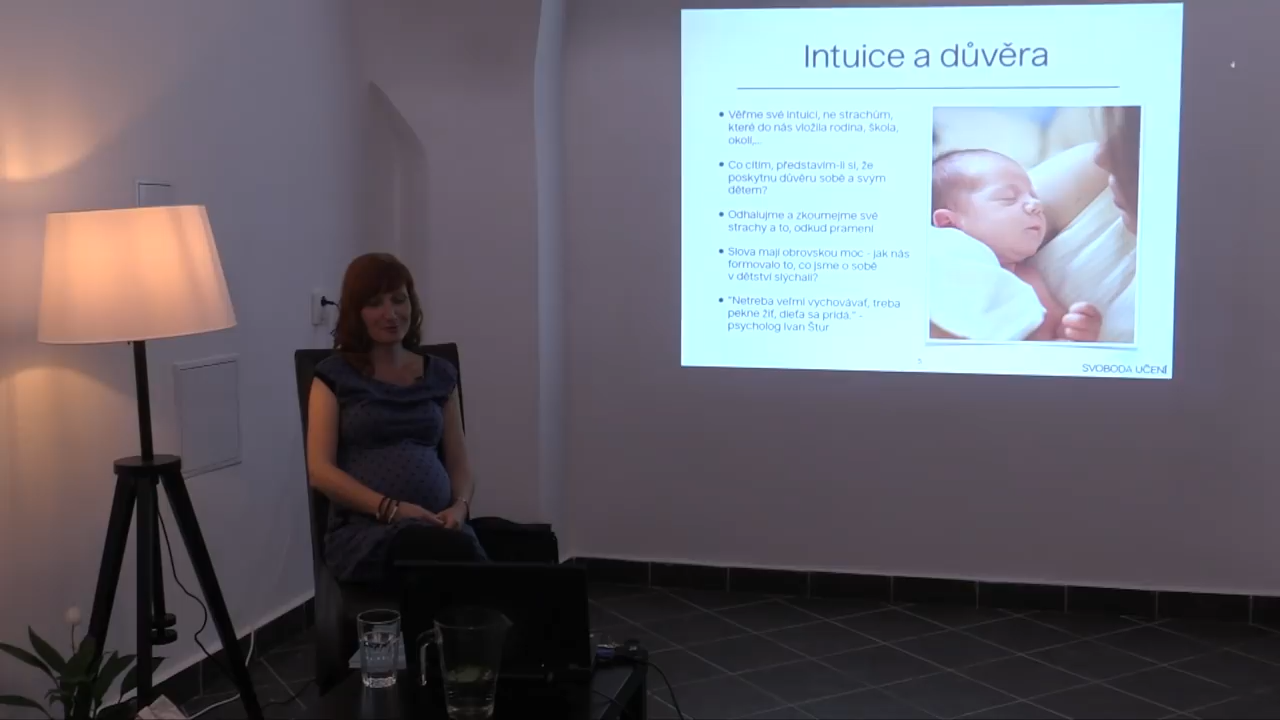 Intuice a důvěra
• Věřme své intuici, ne strachům,
které do nás vložila rodina, škola,
okolí,...
• Co cítím, představím-li si, že
poskytnu důvěru sobě a svým
dětem?
• Odhalujme a zkoumejme své
strachy a to, odkud pramení
• Slova mají obrovskou moc - jak nás
formovalo to, co jsme o sobě
v dětství slýchali?
• "Netreba veľmi vychovávať, treba
pekne žiť, dieťa sa pridá." -
psycholog Ivan Štúr
5
SVOBODA UČENÍ